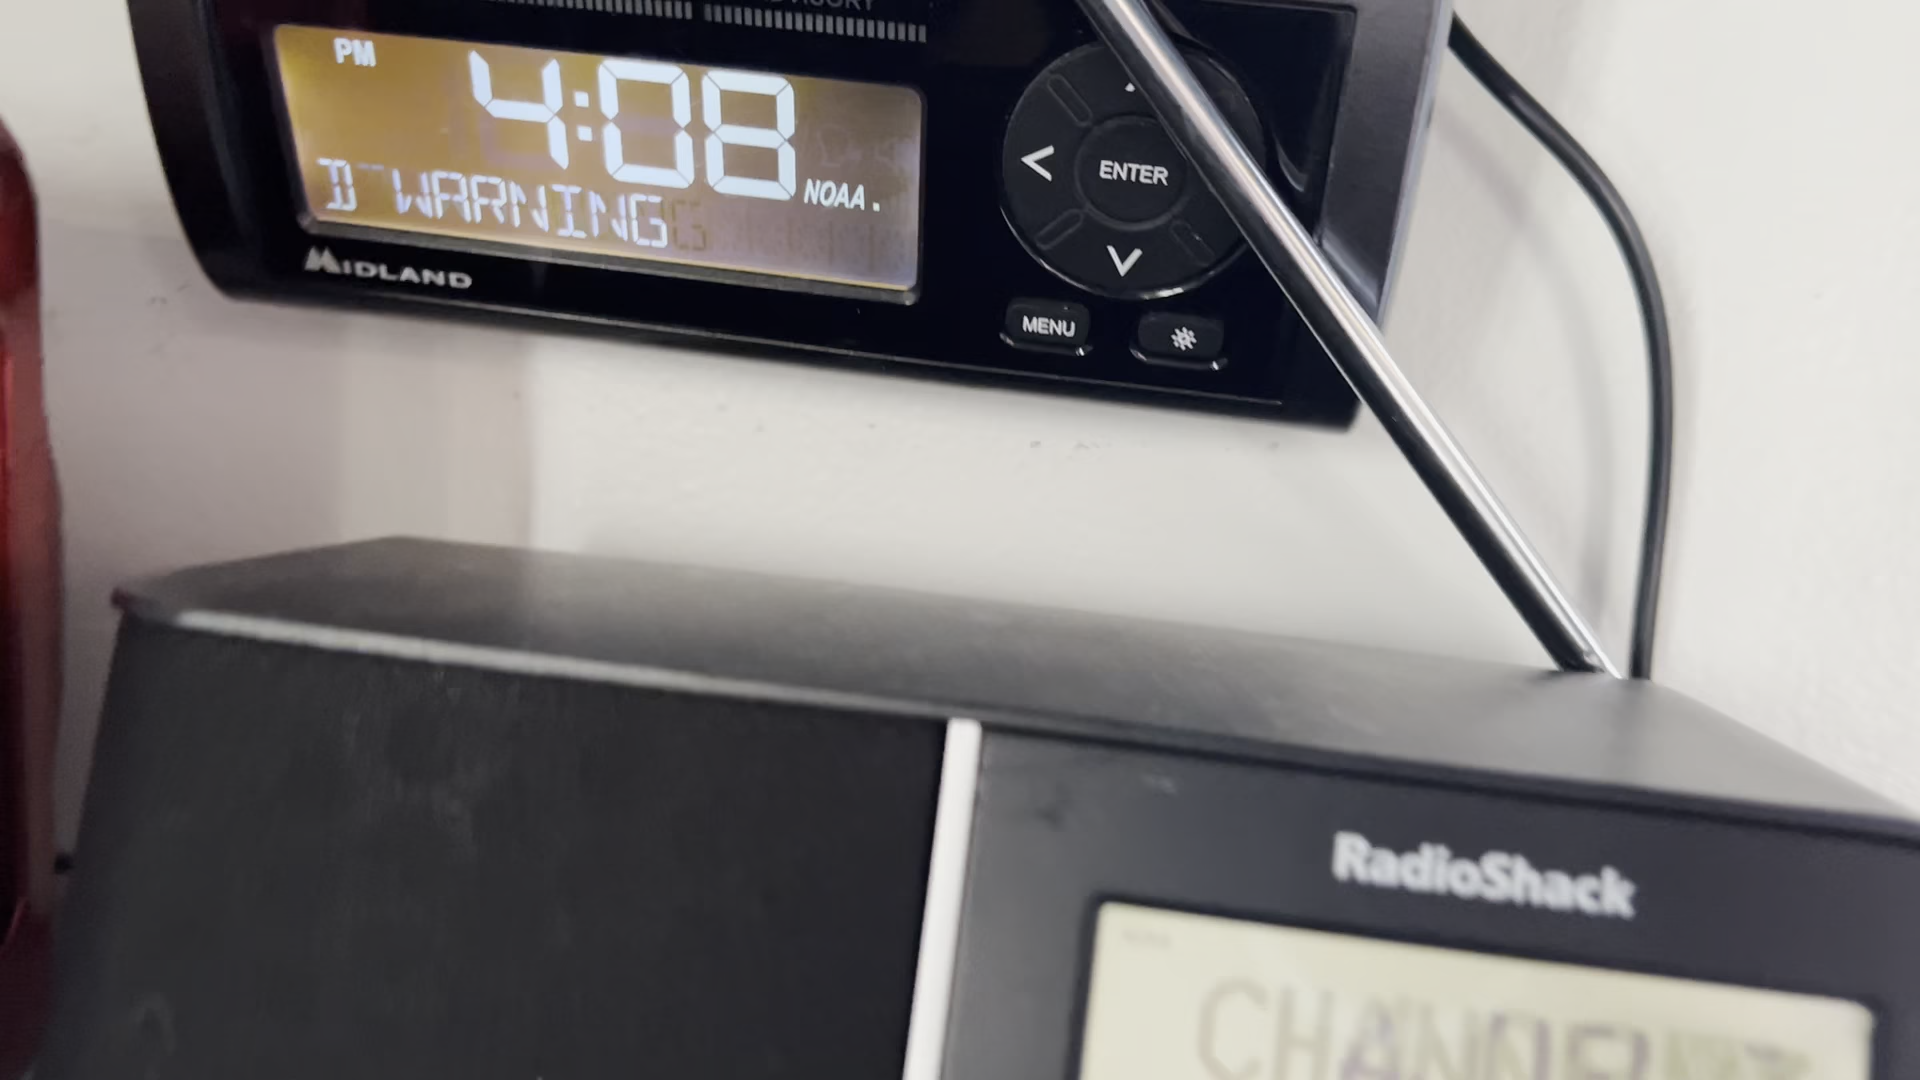 PM 4:08
D WARNING NOAA.
MIDLAND
<
ENTER
MENU
RadioShack